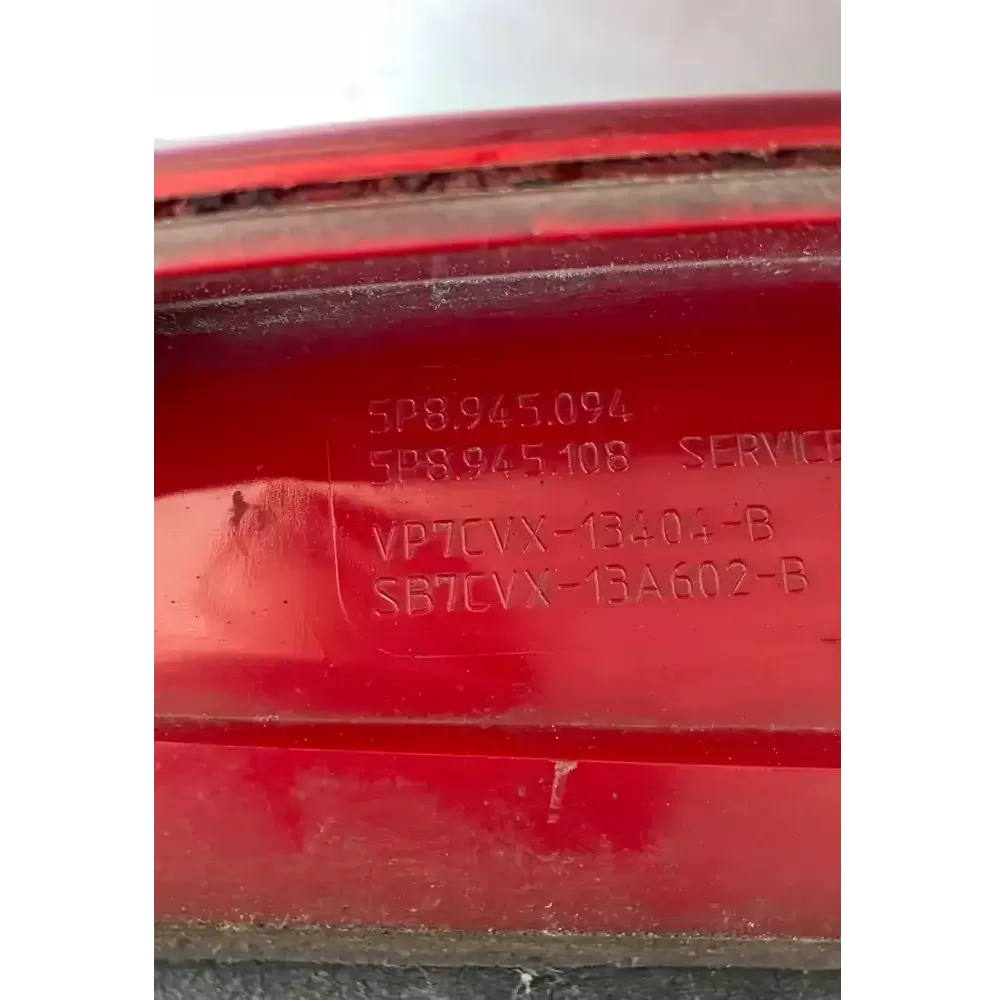 5P8.945.094
5P8.945.108 SERVICE
VP7CVX-13404-B
SB7CVX-13A602-B